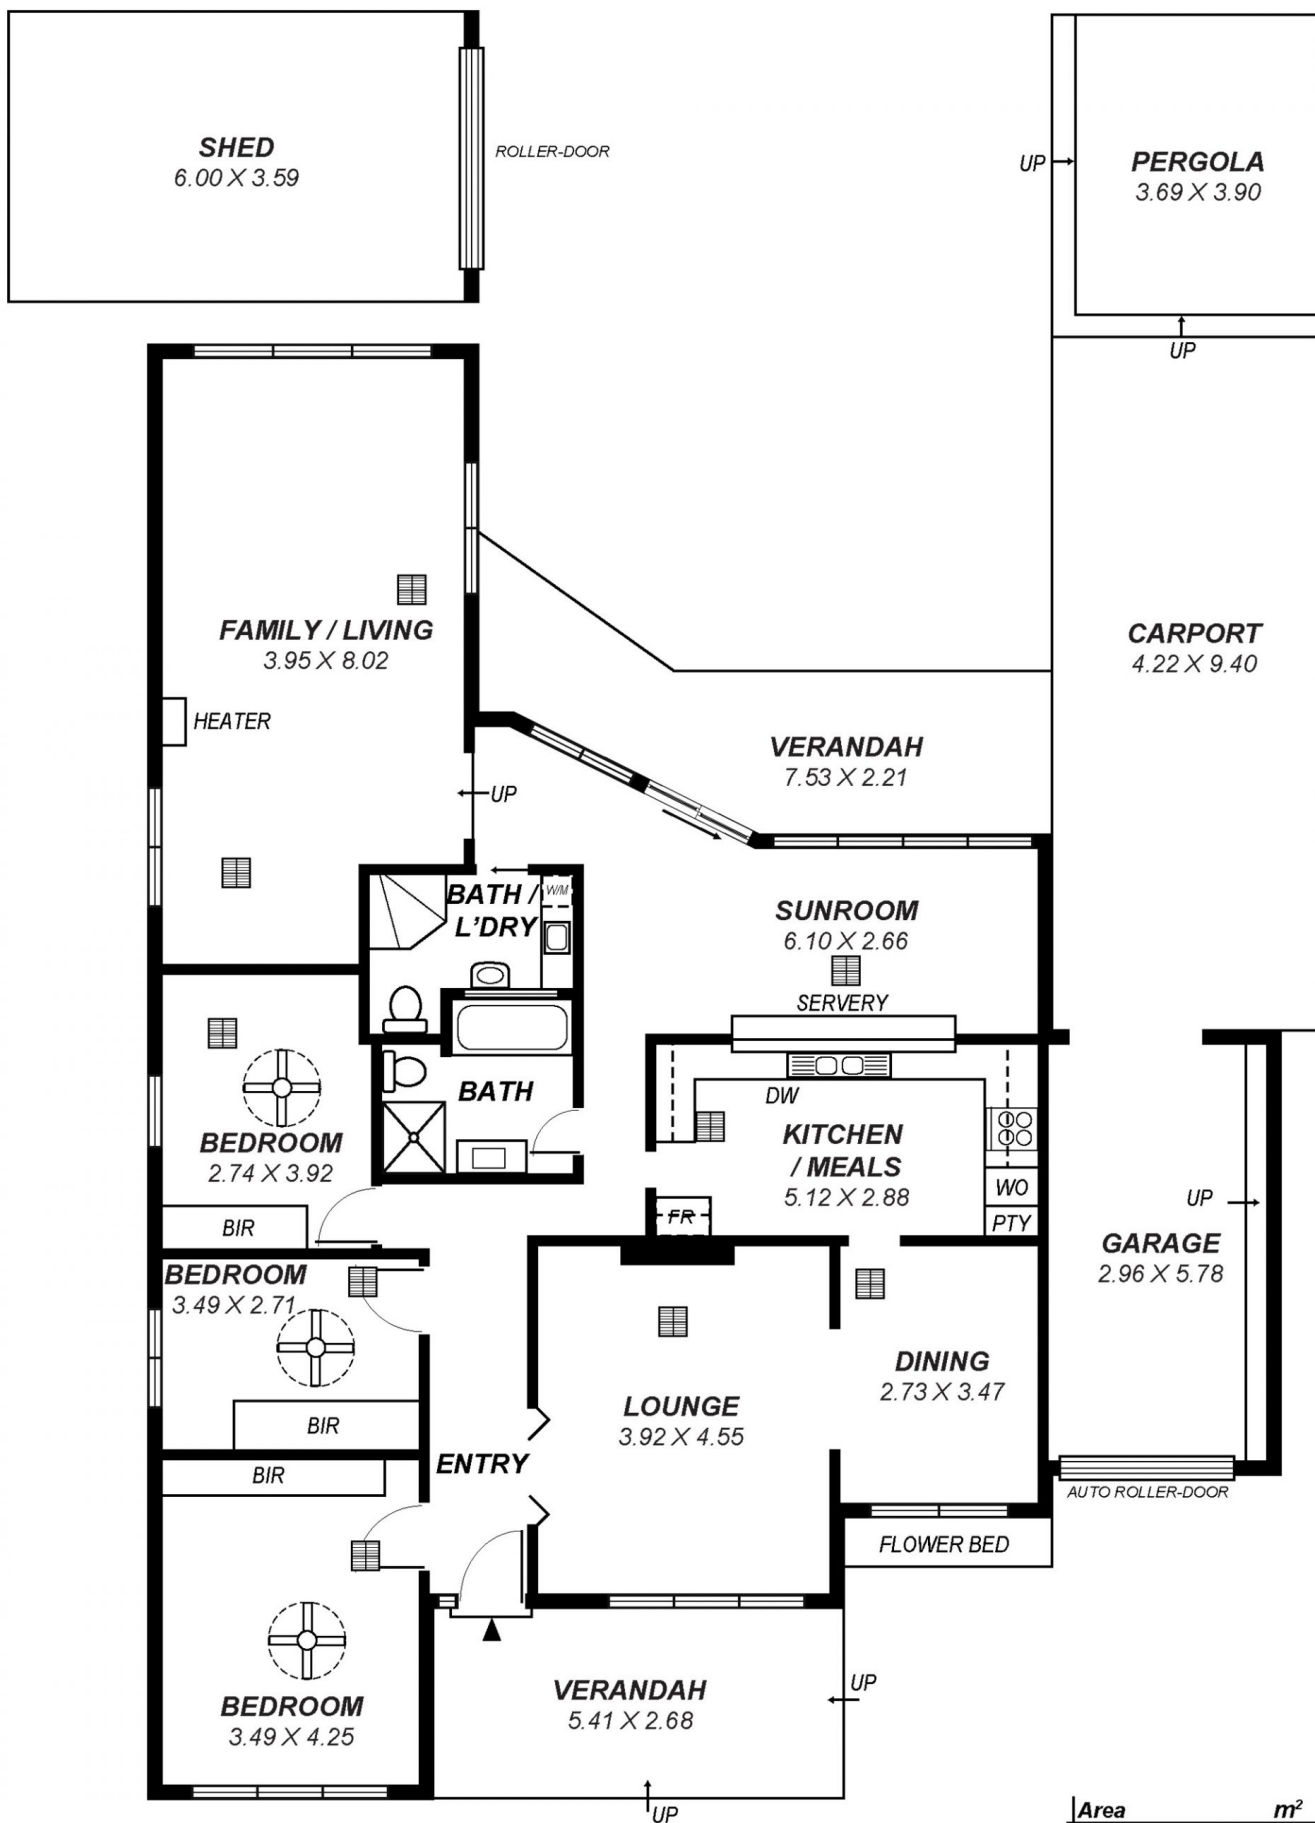 SHED
6.00 X 3.59
ROLLER-DOOR
UP
PERGOLA
3.69 X 3.90
UP
FAMILY / LIVING
3.95 X 8.02
HEATER
CARPORT
4.22 X 9.40
VERANDAH
7.53 X 2.21
UP
BATH /
L'DRY
W/M
SUNROOM
6.10 X 2.66
SERVERY
BATH
DW
KITCHEN
/ MEALS
5.12 X 2.88
WO
PTY
FR
BEDROOM
2.74 X 3.92
BIR
UP
GARAGE
2.96 X 5.78
BEDROOM
3.49 X 2.71
BIR
LOUNGE
3.92 X 4.55
DINING
2.73 X 3.47
ENTRY
BIR
AUTO ROLLER-DOOR
FLOWER BED
BEDROOM
3.49 X 4.25
VERANDAH
5.41 X 2.68
UP
UP
Area m²